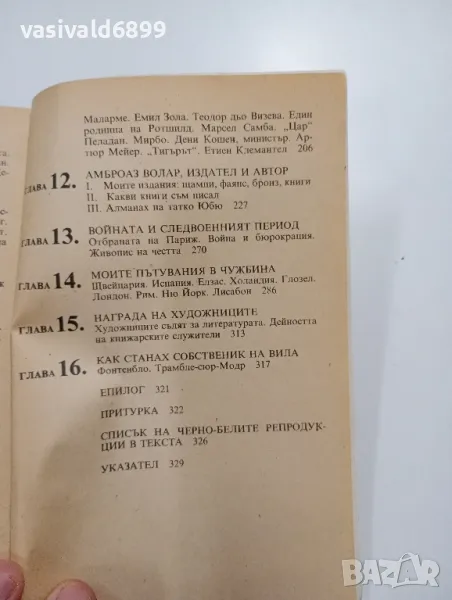 vasivald6899
Мадарме. Емил Зола. Теодор дьо Визева. Един
роднина на Ротшилд. Марсел Самба. „Цар"
Пеладан. Мирбо. Дени Кошен, министър. Ар-
тюр Мейер. „Тигърът". Етиен Клемантел 206
ГЛАВА 12. АМБРОАЗ ВОЛАР, ИЗДАТЕЛ И АВТОР
I. Моите издания: щампи, фаянс, бронз, книги
II. Какви книги съм писал
III. Алманах на татко Юбю 227
ГЛАВА 13. ВОЙНАТА И СЛЕДВОЕННИЯТ ПЕРИОД
Отбраната на Париж. Война и бюрокрация.
Живопис на честта 270
ГЛАВА 14. МОИТЕ ПЪТУВАНИЯ В ЧУЖБИНА
Швейцария. Испания. Елзас. Холандия. Глозел.
Лондон. Рим. Ню Йорк. Лисабон 286
ГЛАВА 15. НАГРАДА НА ХУДОЖНИЦИТЕ
Художниците съдят за литературата. Дейността
на книжарските служители 313
ГЛАВА 16. КАК СТАНАХ СОБСТВЕНИК НА ВИЛА
Фонтенбло. Трамбле-сюр-Модр 317
ЕПИЛОГ 321
ПРИТУРКА 322
СПИСЪК НА ЧЕРНО-БЕЛИТЕ РЕПРОДУК-
ЦИИ В ТЕКСТА 326
УКАЗАТЕЛ 329
BAZAR